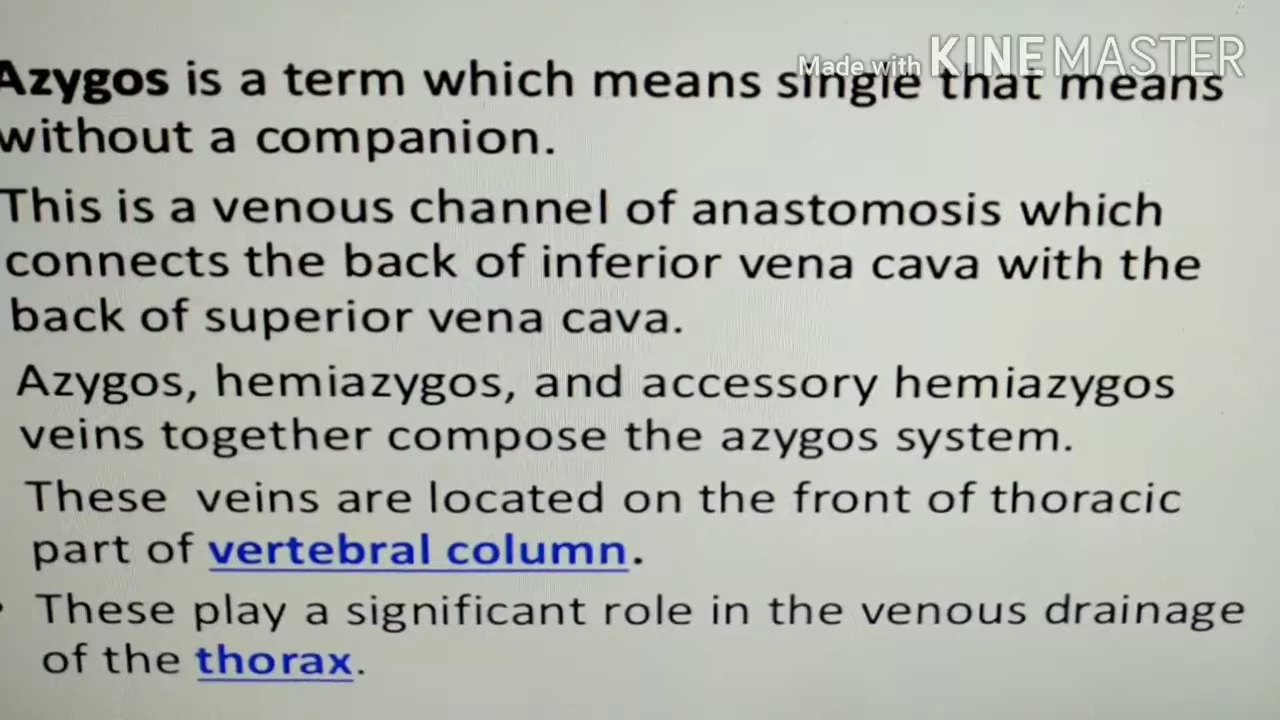 Made with KINEMASTER
Azygos is a term which means single that means
without a companion.
This is a venous channel of anastomosis which
connects the back of inferior vena cava with the
back of superior vena cava.
Azygos, hemiazygos, and accessory hemiazygos
veins together compose the azygos system.
These veins are located on the front of thoracic
part of vertebral column.
These play a significant role in the venous drainage
of the thorax.